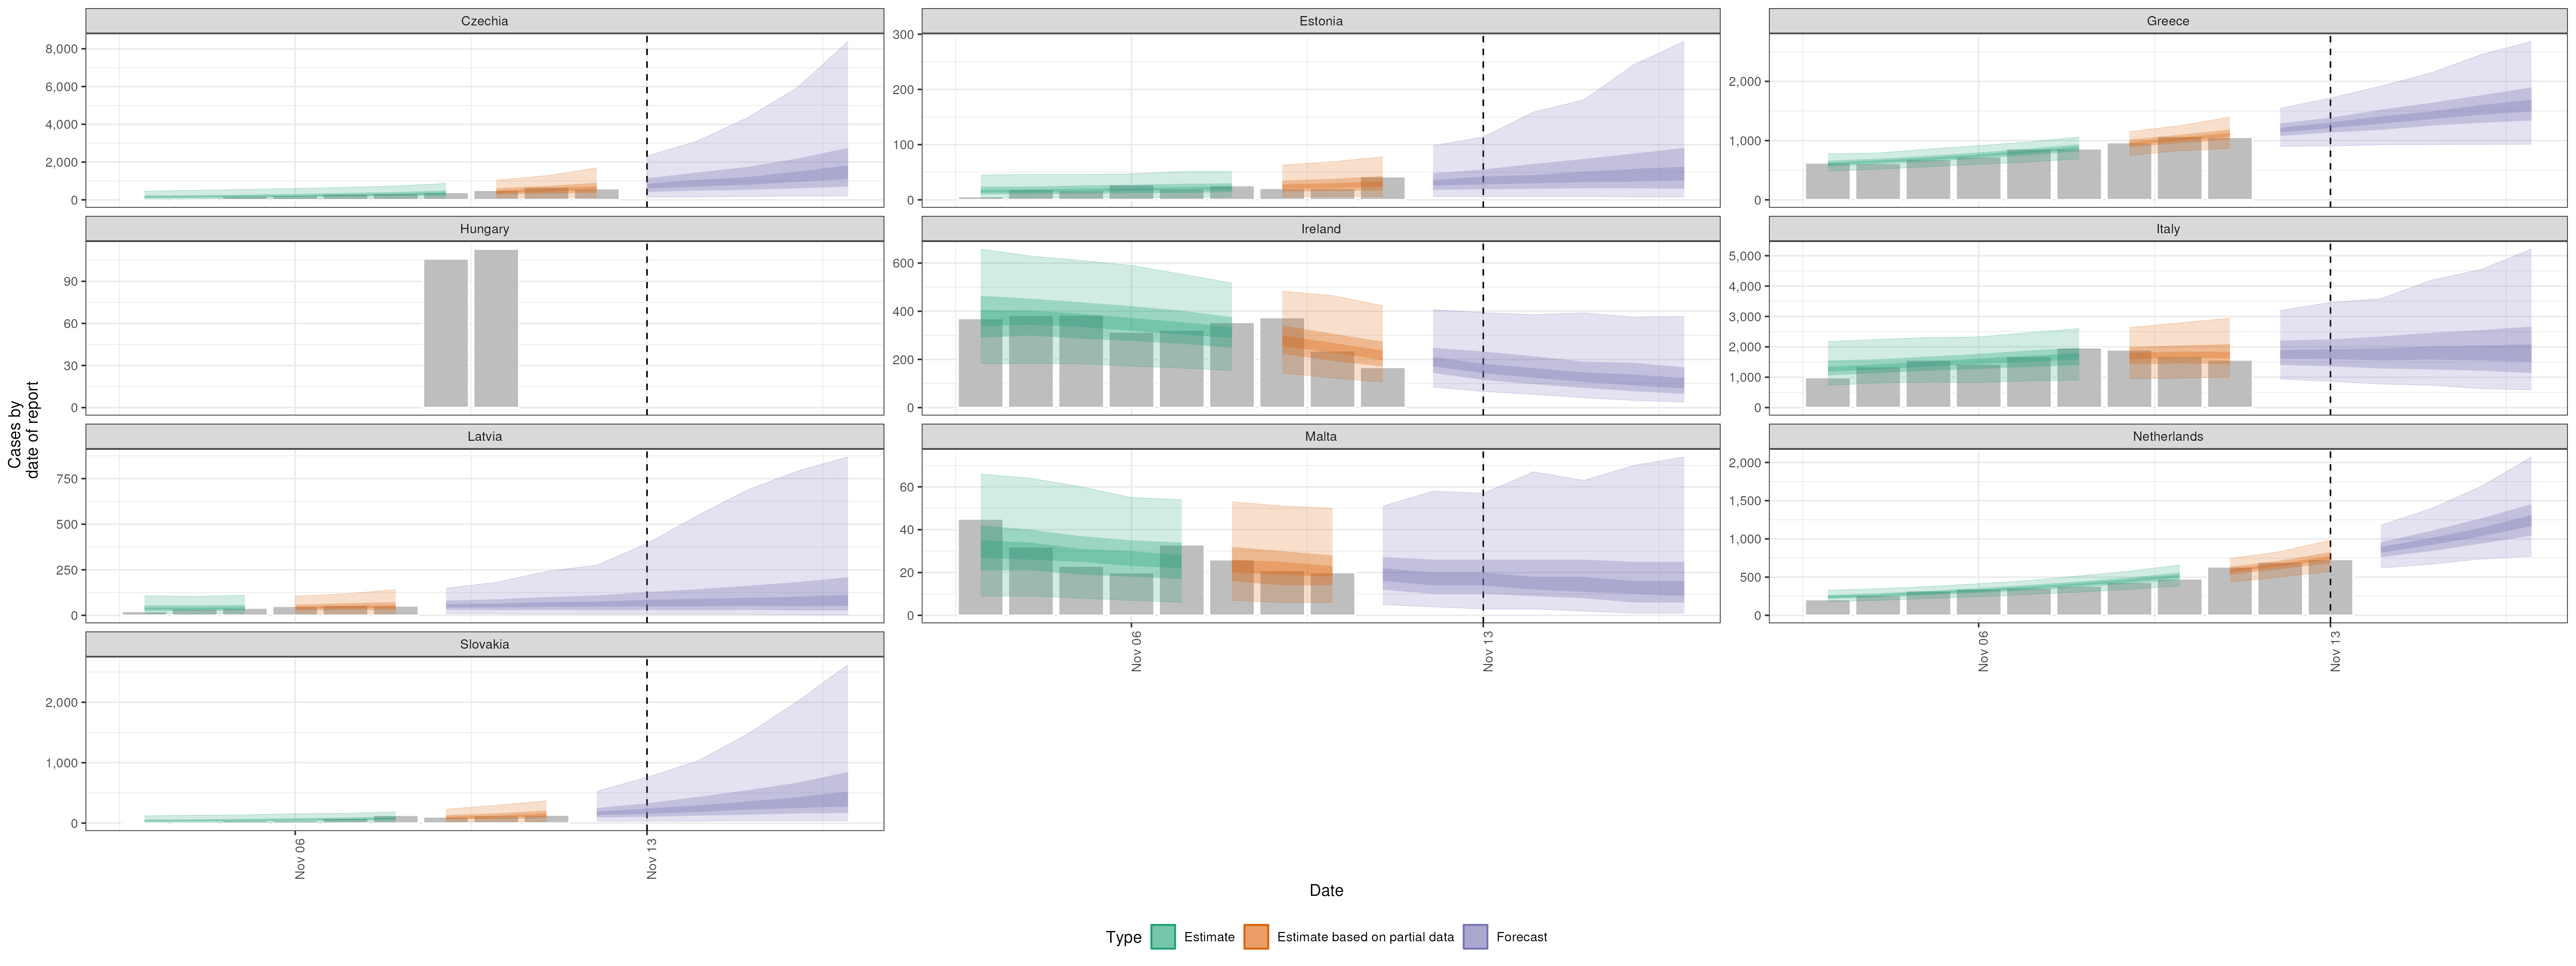 Czechia
Estonia
Greece
8,000
6,000
4,000
2,000
0
300
200
100
0
2,000
1,000
0
Hungary
Ireland
Italy
90
60
30
0
600
400
200
0
5,000
4,000
3,000
2,000
1,000
0
Cases by
date of report
Latvia
Malta
Netherlands
750
500
250
0
60
40
20
0
2,000
1,500
1,000
500
0
Nov 06
Nov 13
Nov 06
Nov 13
Slovakia
2,000
1,000
0
Nov 06
Nov 13
Date
Type Estimate Estimate based on partial data Forecast